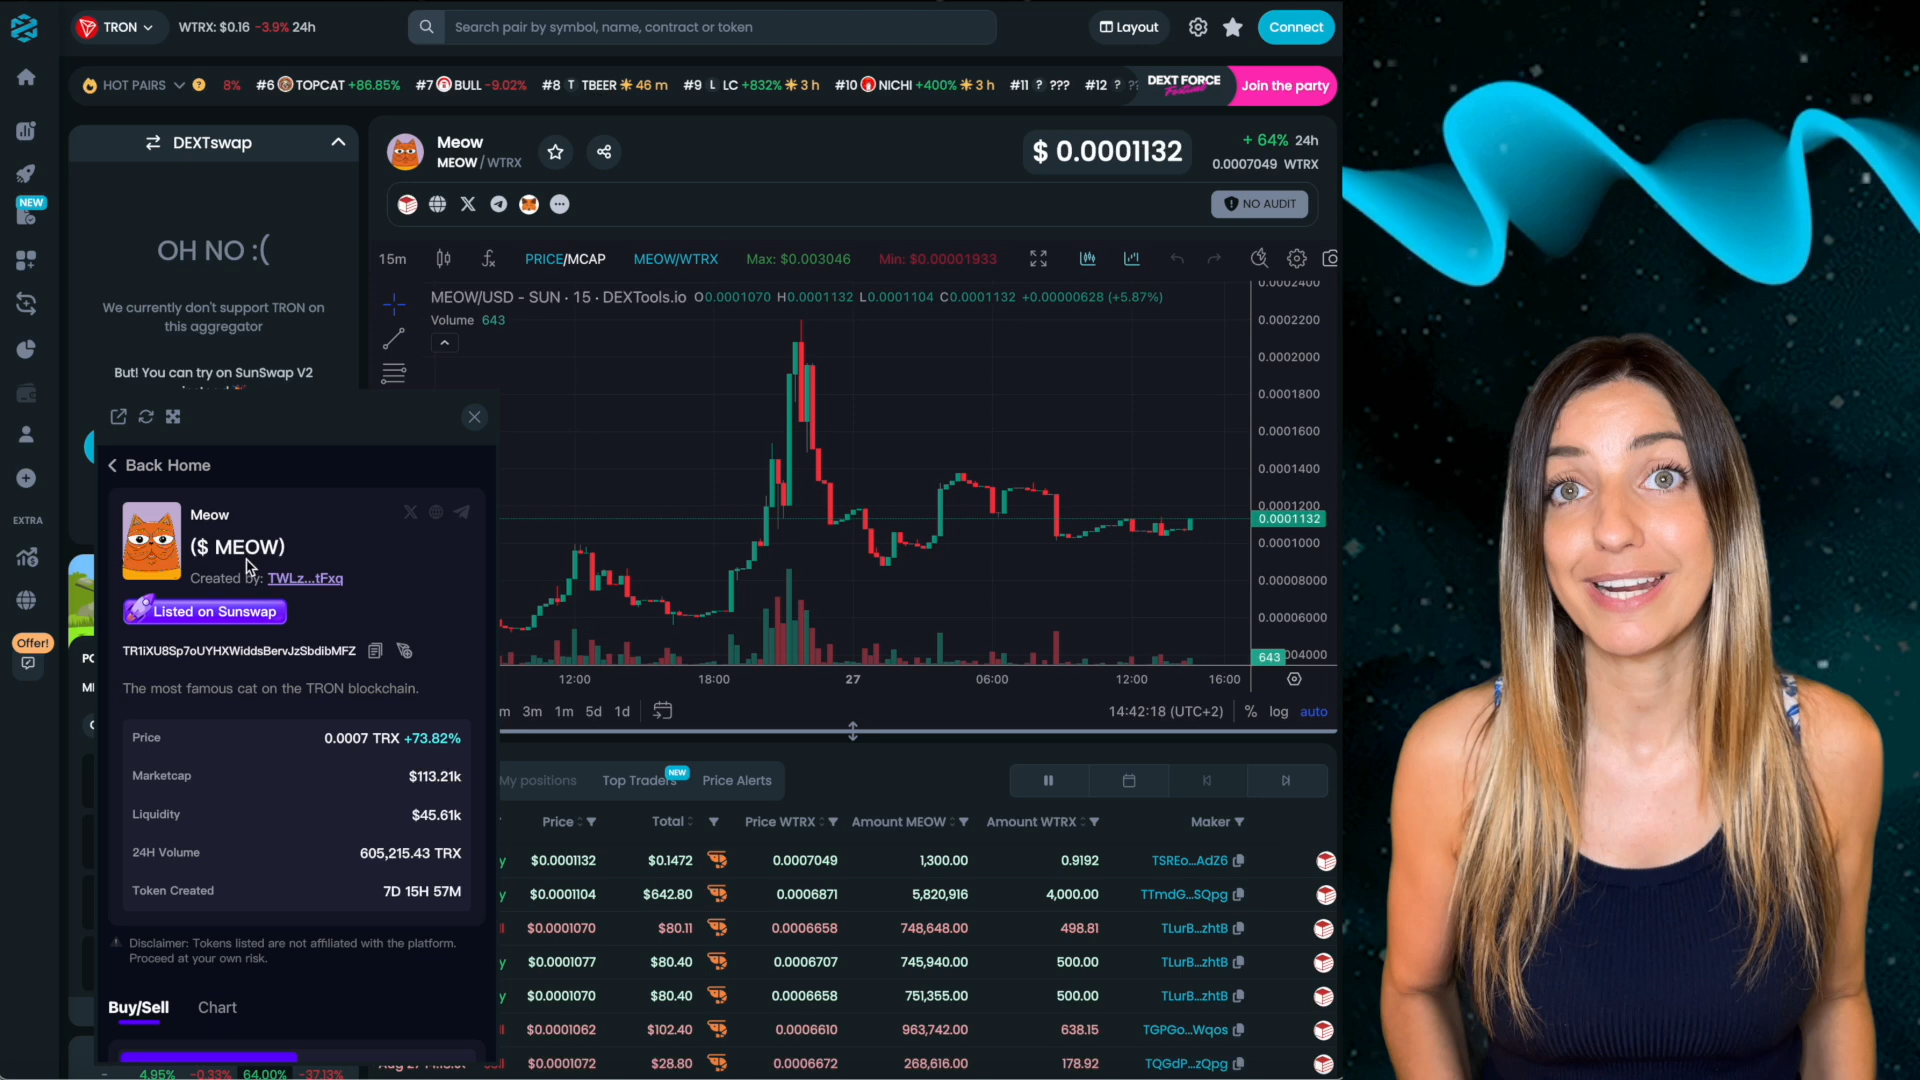 TRON
WTRX: $0.16 -3.9% 24h
Search pair by symbol, name, contract or token
Layout
Connect
HOT PAIRS
8% #6 TOPCAT +86.85% #7 BULL -9.02% #8 T TBEER 46 m #9 L LC +832% 3 h #10 NICHI +400% 3 h #11 ? ??? #12 ? ??
DEXT FORCE
Festival
Join the party
DEXTswap
Meow
MEOW / WTRX
$ 0.0001132
+ 64% 24h
0.0007049 WTRX
NEW
NO AUDIT
OH NO :(
We currently don't support TRON on
this aggregator
But! You can try on SunSwap V2
15m
PRICE/MCAP
MEOW/WTRX
Max: $0.003046
Min: $0.00001933
MEOW/USD - SUN · 15 · DEXTools.io O0.0001070 H0.0001132 L0.0001104 C0.0001132 +0.00000628 (+5.87%)
Volume 643
0.0002400
0.0002200
0.0002000
0.0001800
0.0001600
0.0001400
0.0001200
0.0001132
0.0001000
0.00008000
0.00006000
643
004000
12:00 18:00 27 06:00 12:00 16:00
3m 1m 5d 1d
14:42:18 (UTC+2) % log auto
Back Home
Meow
($ MEOW)
Created by: TWLz...tFxq
Listed on Sunswap
TR1iXU8Sp7oUYHXWiddsBervJzSbdibMFZ
The most famous cat on the TRON blockchain.
Price 0.0007 TRX +73.82%
Marketcap $113.21k
Liquidity $45.61k
24H Volume 605,215.43 TRX
Token Created 7D 15H 57M
Disclaimer: Tokens listed are not affiliated with the platform.
Proceed at your own risk.
Buy/Sell Chart
EXTRA
Offer!
My positions Top Traders NEW Price Alerts
Price Total Price WTRX Amount MEOW Amount WTRX Maker
y $0.0001132 $0.1472 0.0007049 1,300.00 0.9192 TSREo...AdZ6
y $0.0001104 $642.80 0.0006871 5,820,916 4,000.00 TTmdG...SQpg
$0.0001070 $80.11 0.0006658 748,648.00 498.81 TLurB...zhtB
y $0.0001077 $80.40 0.0006707 745,940.00 500.00 TLurB...zhtB
y $0.0001070 $80.40 0.0006658 751,355.00 500.00 TLurB...zhtB
$0.0001062 $102.40 0.0006610 963,742.00 638.15 TGPGo...Wqos
$0.0001072 $28.80 0.0006672 268,616.00 178.92 TQGdP...zQpg
- 4.95% -0.33% 64.00% -37.13%